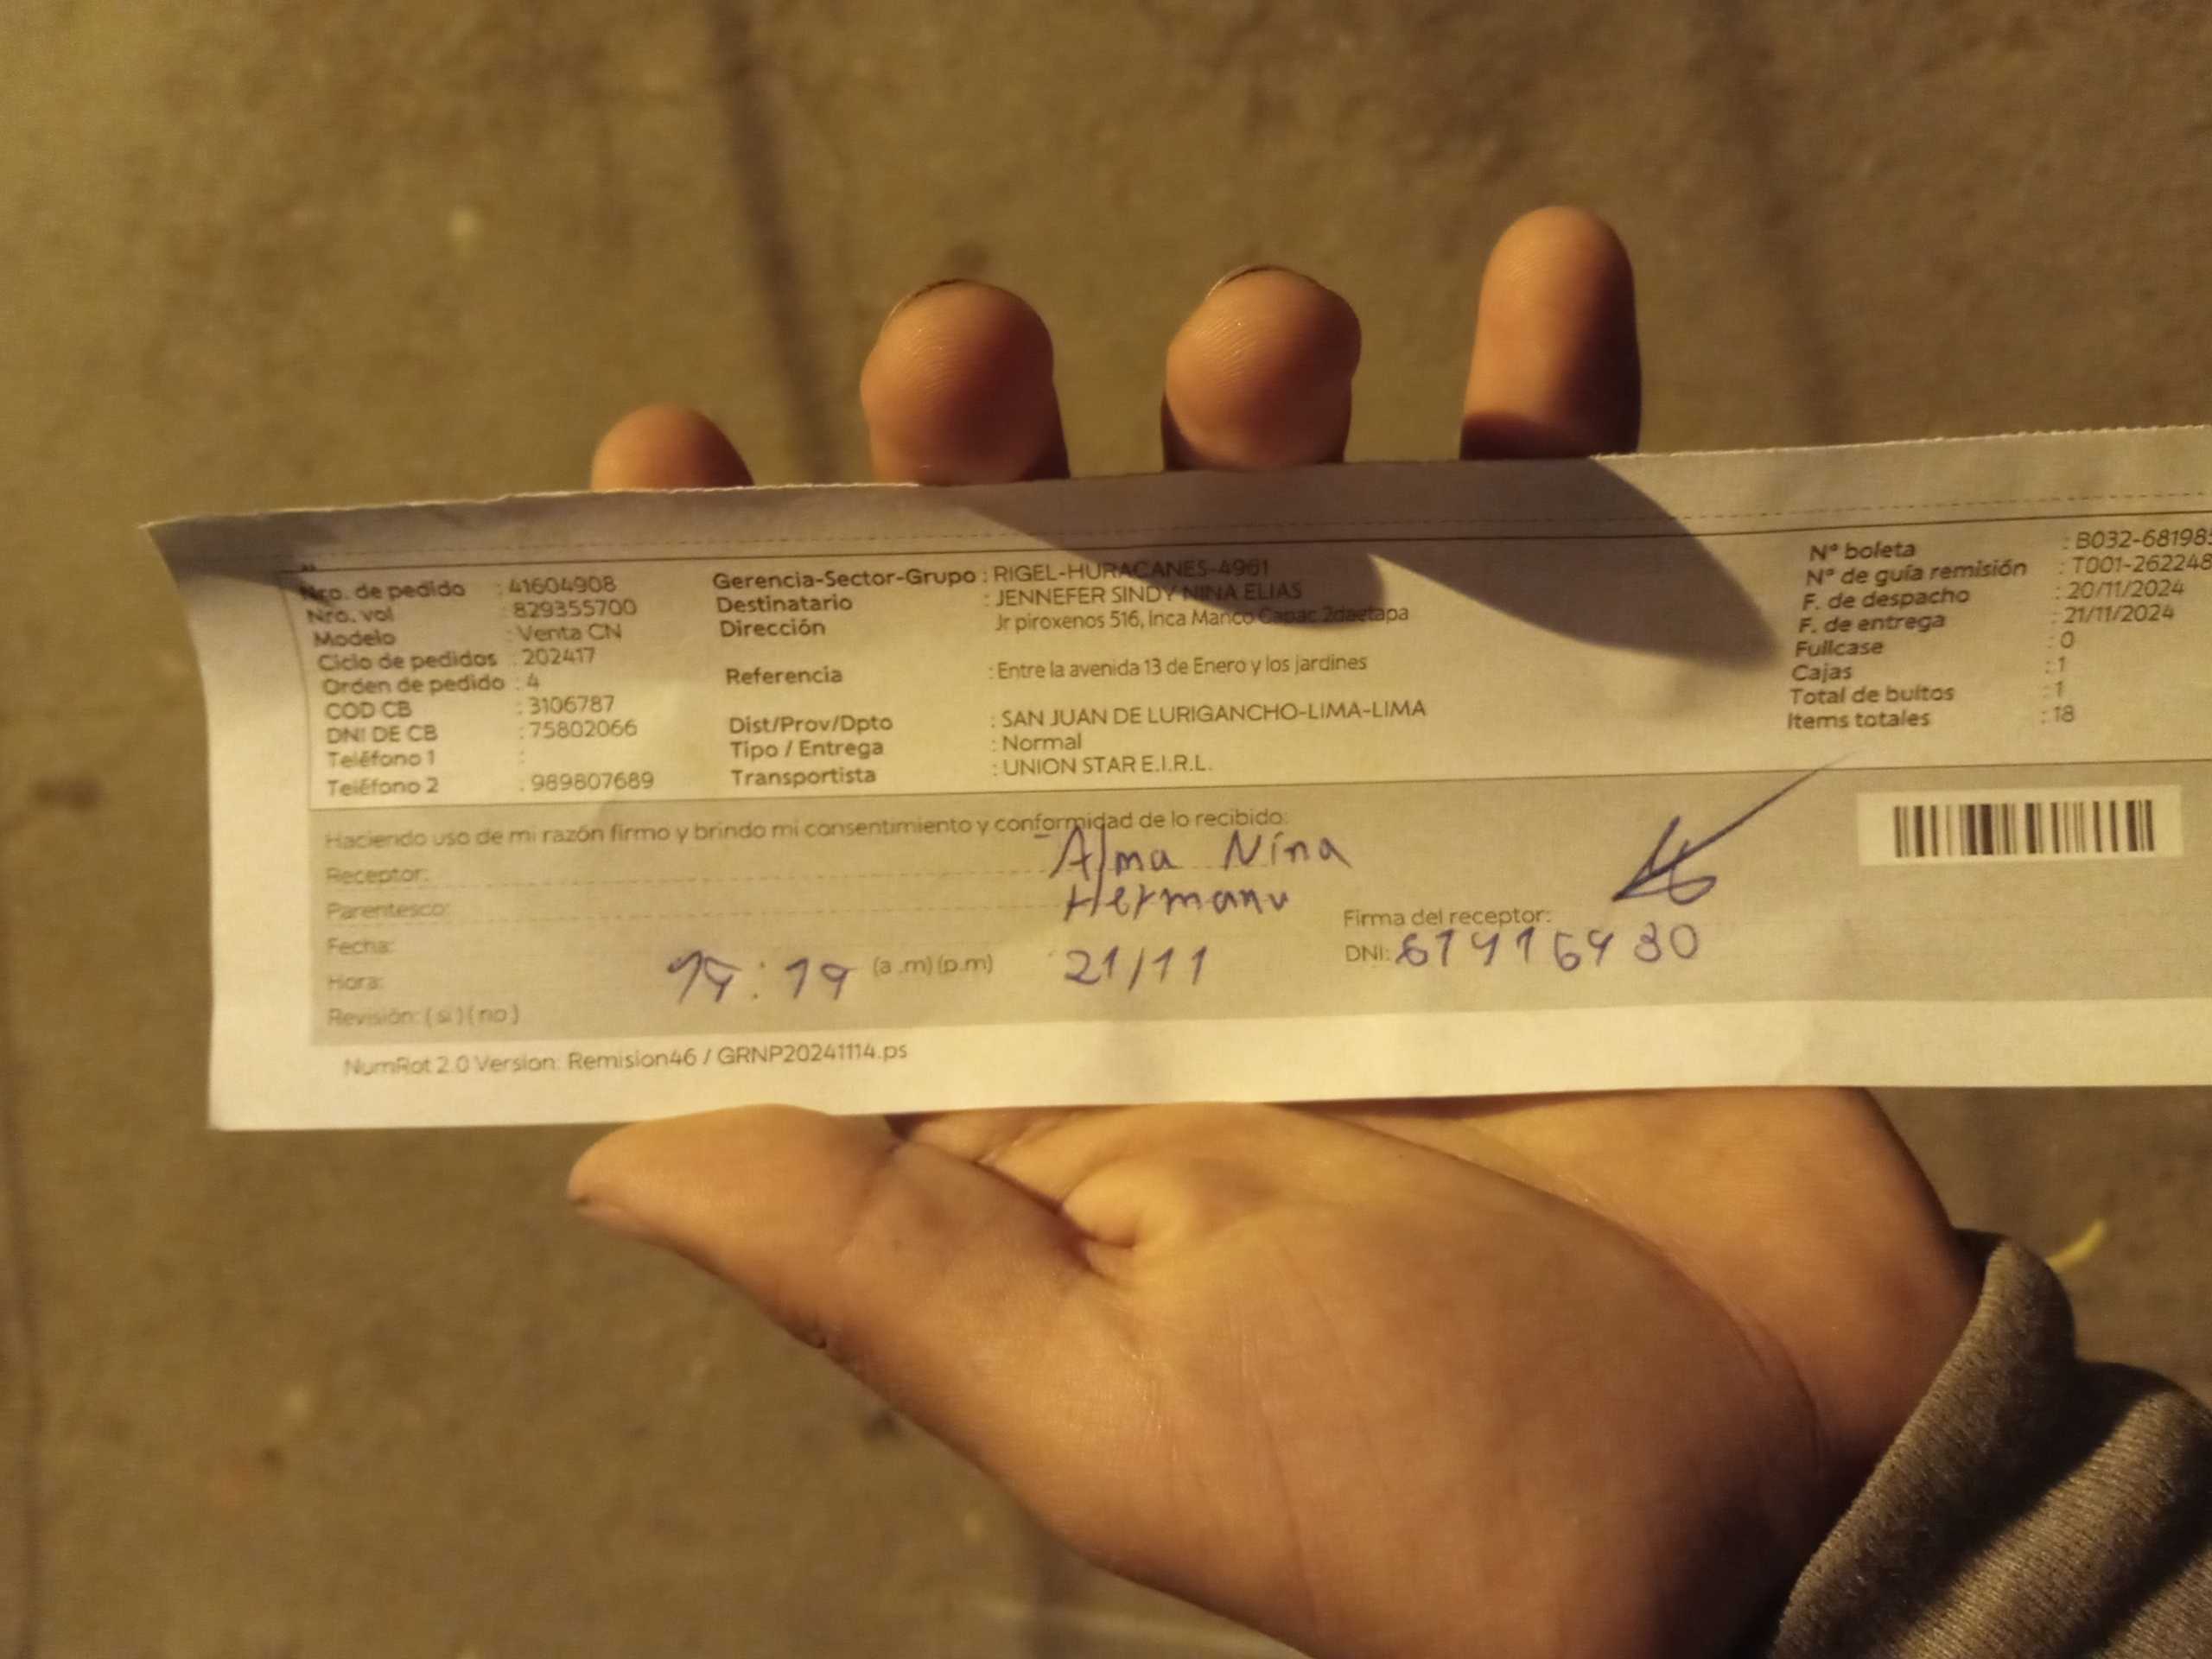 Nro. de pedido : 41604908
Nro. vol : 829355700
Modelo : Venta CN
Ciclo de pedidos : 202417
Orden de pedido : 4
COD CB : 3106787
DNI DE CB : 75802066
Teléfono 1 :
Teléfono 2 : 989807689
Gerencia-Sector-Grupo : RIGEL-HURACANES-4961
Destinatario : JENNEFER SINDY NINA ELIAS
Dirección Jr piroxenos 516, Inca Manco Capac 2daetapa
Referencia : Entre la avenida 13 de Enero y los jardines
Dist/Prov/Dpto : SAN JUAN DE LURIGANCHO-LIMA-LIMA
Tipo / Entrega : Normal
Transportista : UNION STAR E.I.R.L.
N° boleta : B032-68198
N° de guía remisión : T001-262248
F. de despacho : 20/11/2024
F. de entrega : 21/11/2024
Fullcase : 0
Cajas : 1
Total de bultos : 1
Items totales : 18
Haciendo uso de mi razón firmo y brindo mi consentimiento y conformidad de lo recibido:
Receptor: Alma Nina
Parentesco: Hermana
Fecha: 21/11
Hora: (a .m) (p.m)
Revisión: ( si ) ( no )
Firma del receptor:
DNI:
NumRot 2.0 Version: Remision46 / GRNP20241114.ps